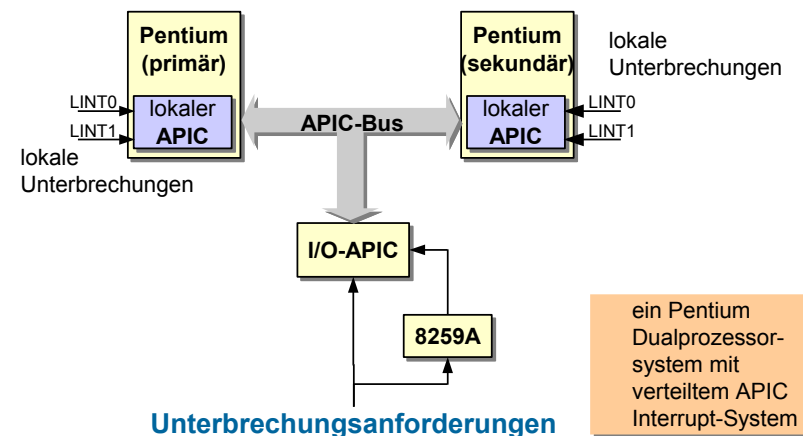 Pentium
(primär)
LINT0
LINT1
lokaler
APIC
lokale
Unterbrechungen
APIC-Bus
Pentium
(sekundär)
lokaler
APIC
LINT0
LINT1
lokale
Unterbrechungen
I/O-APIC
8259A
Unterbrechungsanforderungen
ein Pentium
Dualprozessor-
system mit
verteiltem APIC
Interrupt-System